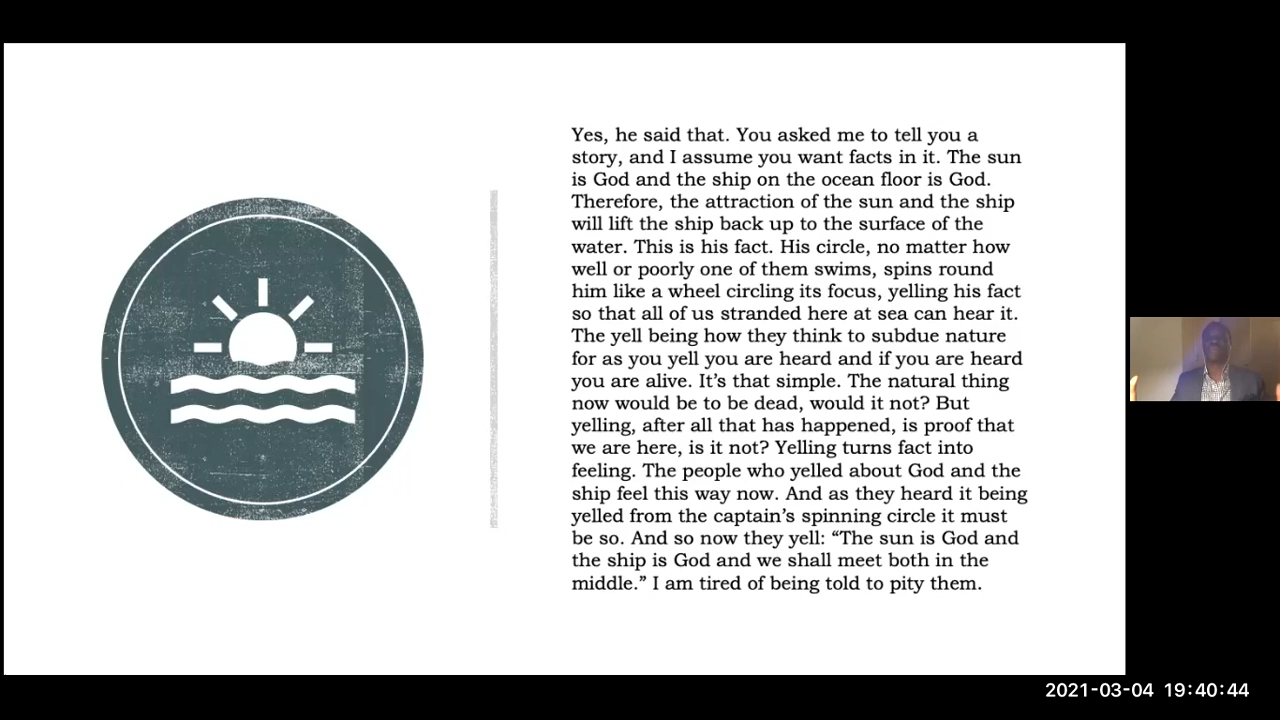 Yes, he said that. You asked me to tell you a
story, and I assume you want facts in it. The sun
is God and the ship on the ocean floor is God.
Therefore, the attraction of the sun and the ship
will lift the ship back up to the surface of the
water. This is his fact. His circle, no matter how
well or poorly one of them swims, spins round
him like a wheel circling its focus, yelling his fact
so that all of us stranded here at sea can hear it.
The yell being how they think to subdue nature
for as you yell you are heard and if you are heard
you are alive. It’s that simple. The natural thing
now would be to be dead, would it not? But
yelling, after all that has happened, is proof that
we are here, is it not? Yelling turns fact into
feeling. The people who yelled about God and the
ship feel this way now. And as they heard it being
yelled from the captain’s spinning circle it must
be so. And so now they yell: “The sun is God and
the ship is God and we shall meet both in the
middle.” I am tired of being told to pity them.
2021-03-04 19:40:44